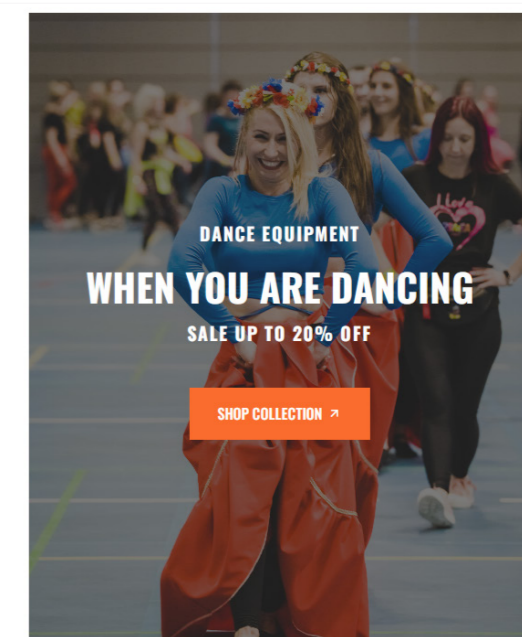 DANCE EQUIPMENT
WHEN YOU ARE DANCING
SALE UP TO 20% OFF
SHOP COLLECTION